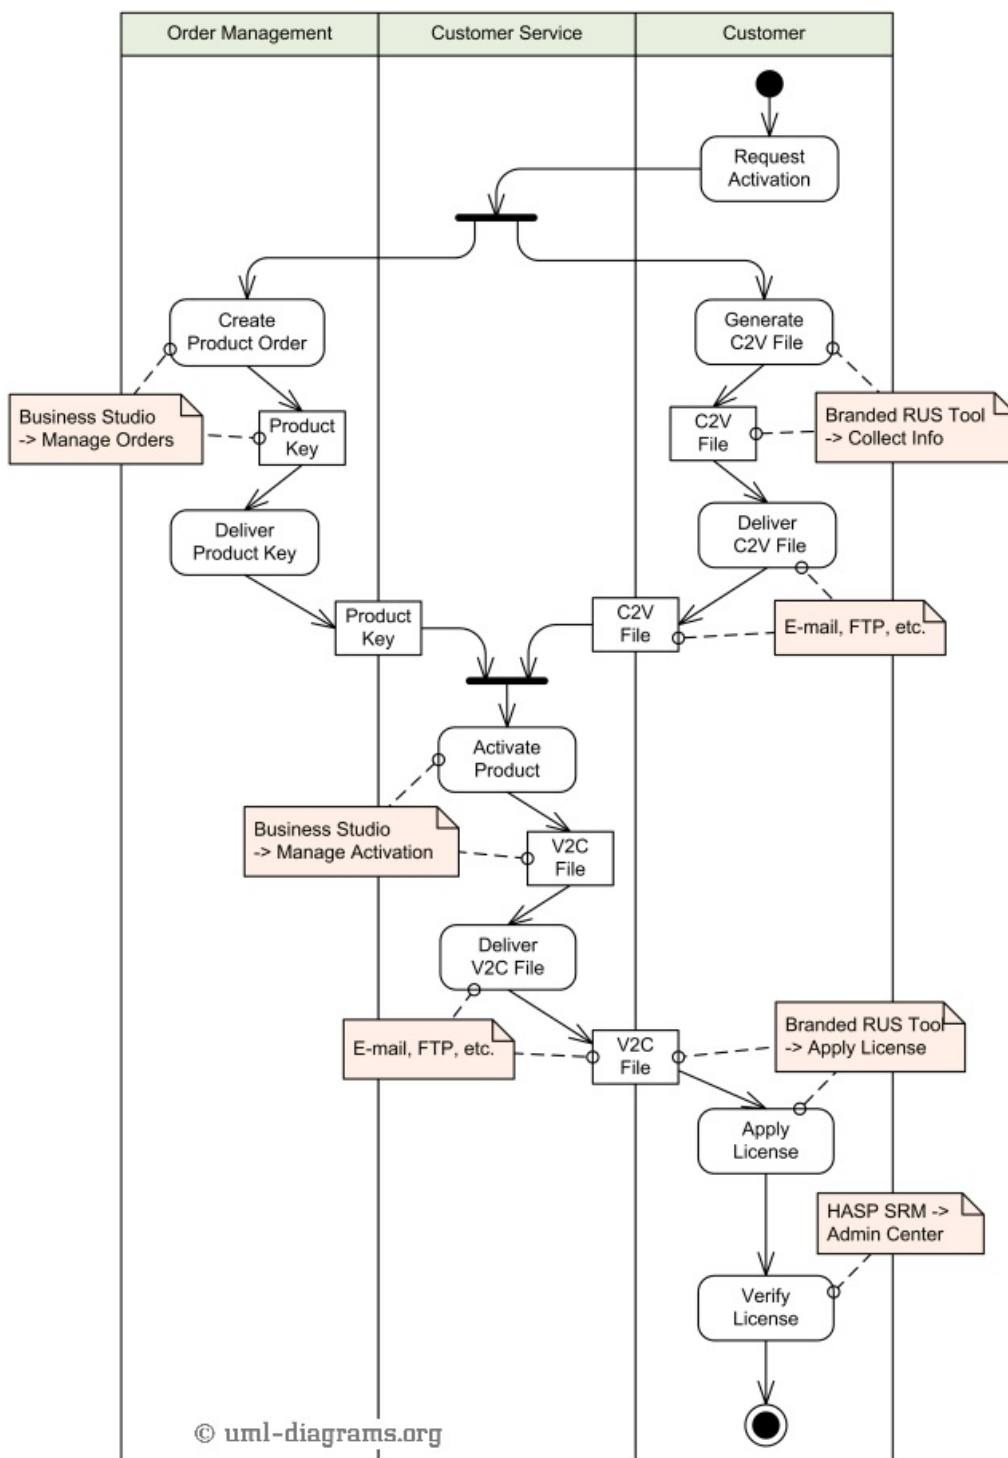 Order Management
Customer Service
Customer
Request
Activation
Create
Product Order
Generate
C2V File
Business Studio
-> Manage Orders
Product
Key
C2V
File
Branded RUS Tool
-> Collect Info
Deliver
Product Key
Deliver
C2V File
Product
Key
C2V
File
E-mail, FTP, etc.
Activate
Product
Business Studio
-> Manage Activation
V2C
File
Deliver
V2C File
E-mail, FTP, etc.
V2C
File
Branded RUS Tool
-> Apply License
Apply
License
HASP SRM ->
Admin Center
Verify
License
© uml-diagrams.org